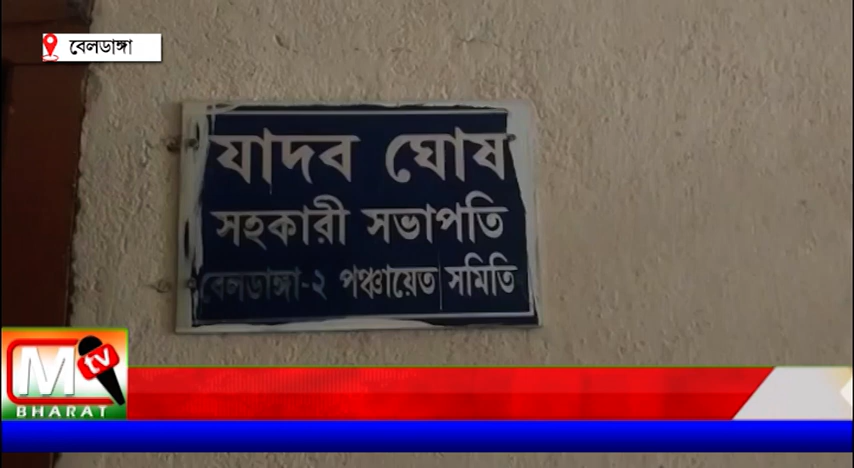 বেলডাঙ্গা
যাদব ঘোষ
সহকারী সভাপতি
বেলডাঙ্গা-২ পঞ্চায়েত সমিতি
M tv
BHARAT